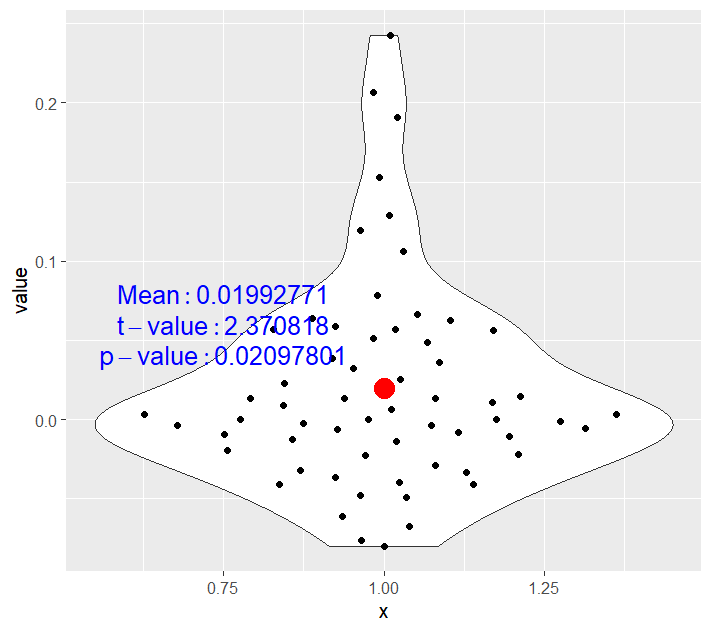 0.2
0.1
0.0
value
Mean : 0.01992771
t − value : 2.370818
p − value : 0.02097801
0.75
1.00
1.25
x